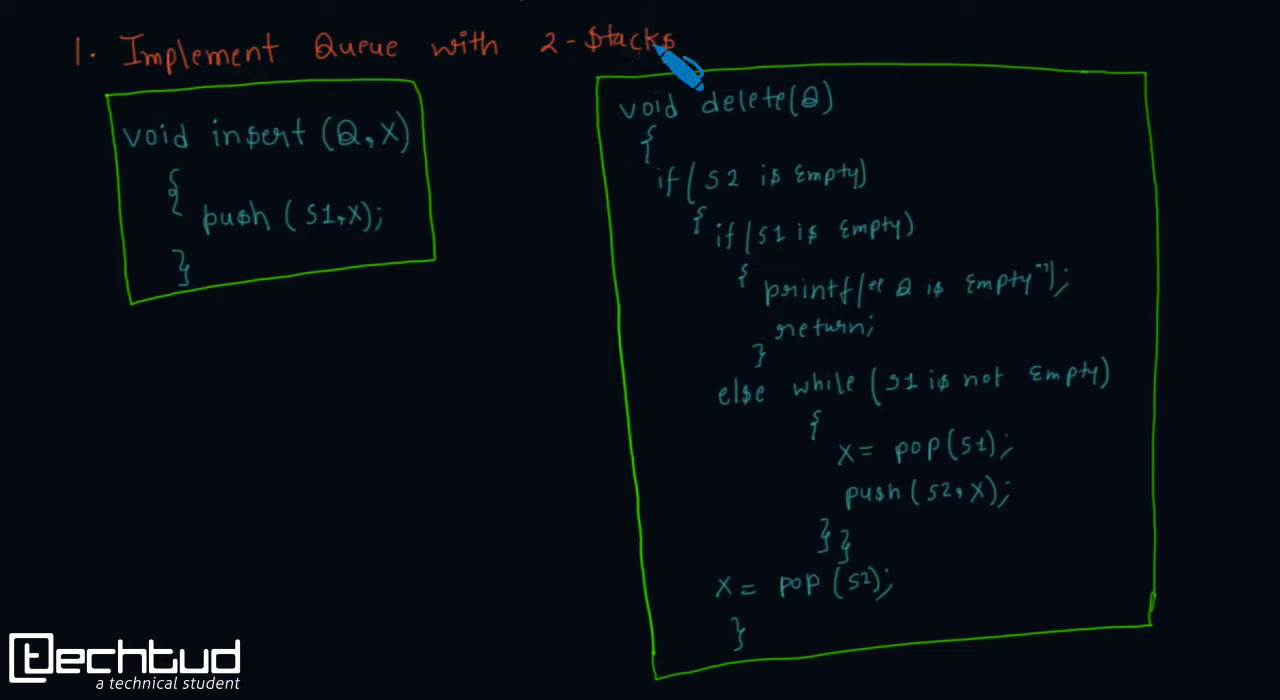 1. Implement Queue with 2-Stacks
void insert (Q,X)
{
push (S1,X);
}
void delete(Q)
{
if( S2 is Empty)
{ if(S1 is Empty)
{ printf(“ Q is Empty”);
return;
}
else while (S1 is not Empty)
{
X= pop(S1);
push (S2,X);
} }
X= pop (S2);
}
techtud
a technical student